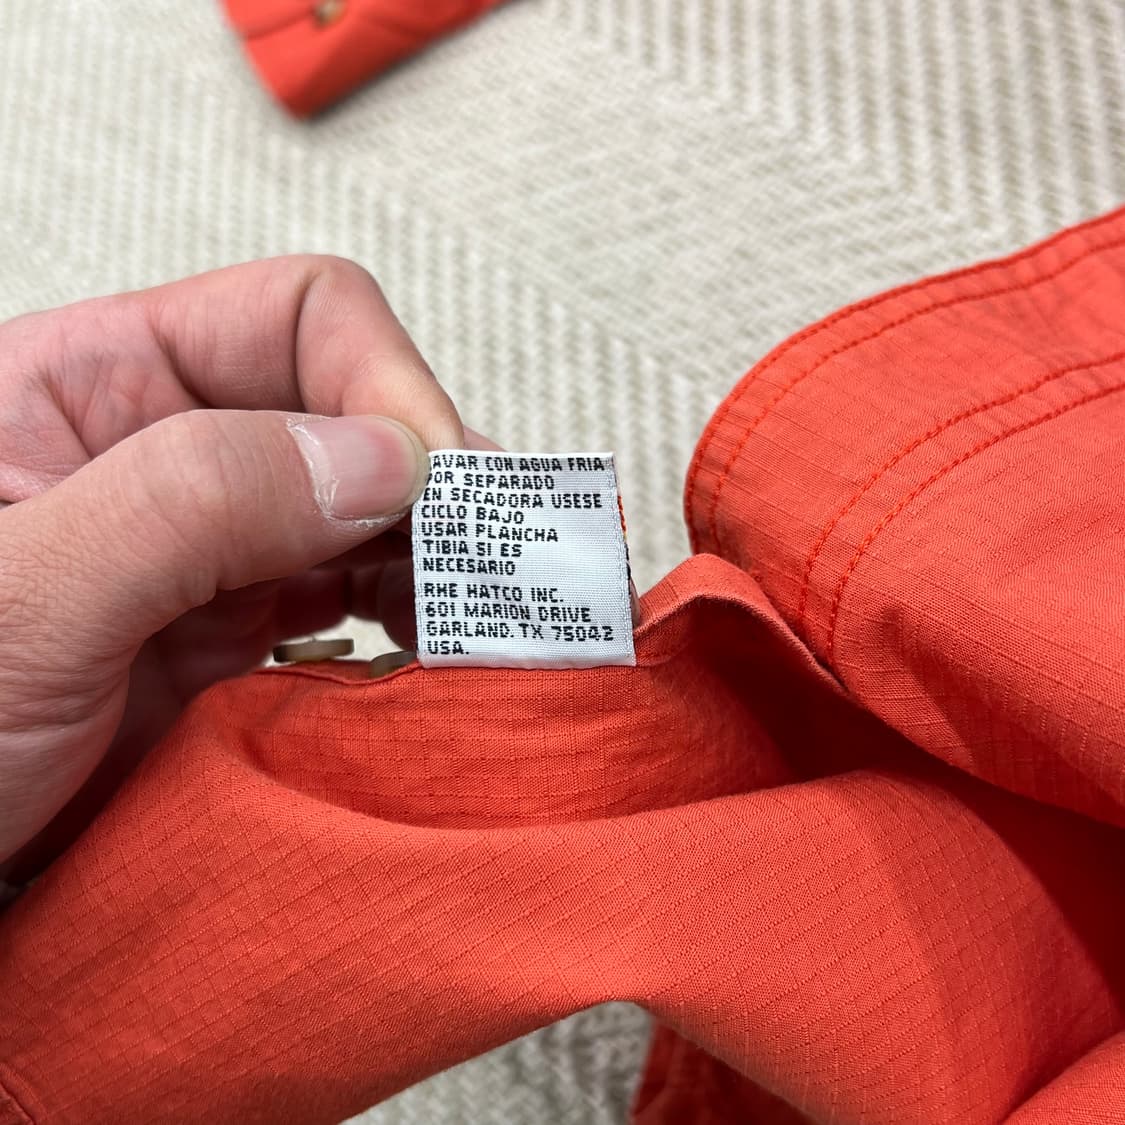 LAVAR CON AGUA FRIA
POR SEPARADO
EN SECADORA USESE
CICLO BAJO
USAR PLANCHA
TIBIA SI ES
NECESARIO
RHE HATCO INC.
601 MARION DRIVE
GARLAND. TX 75042
USA.